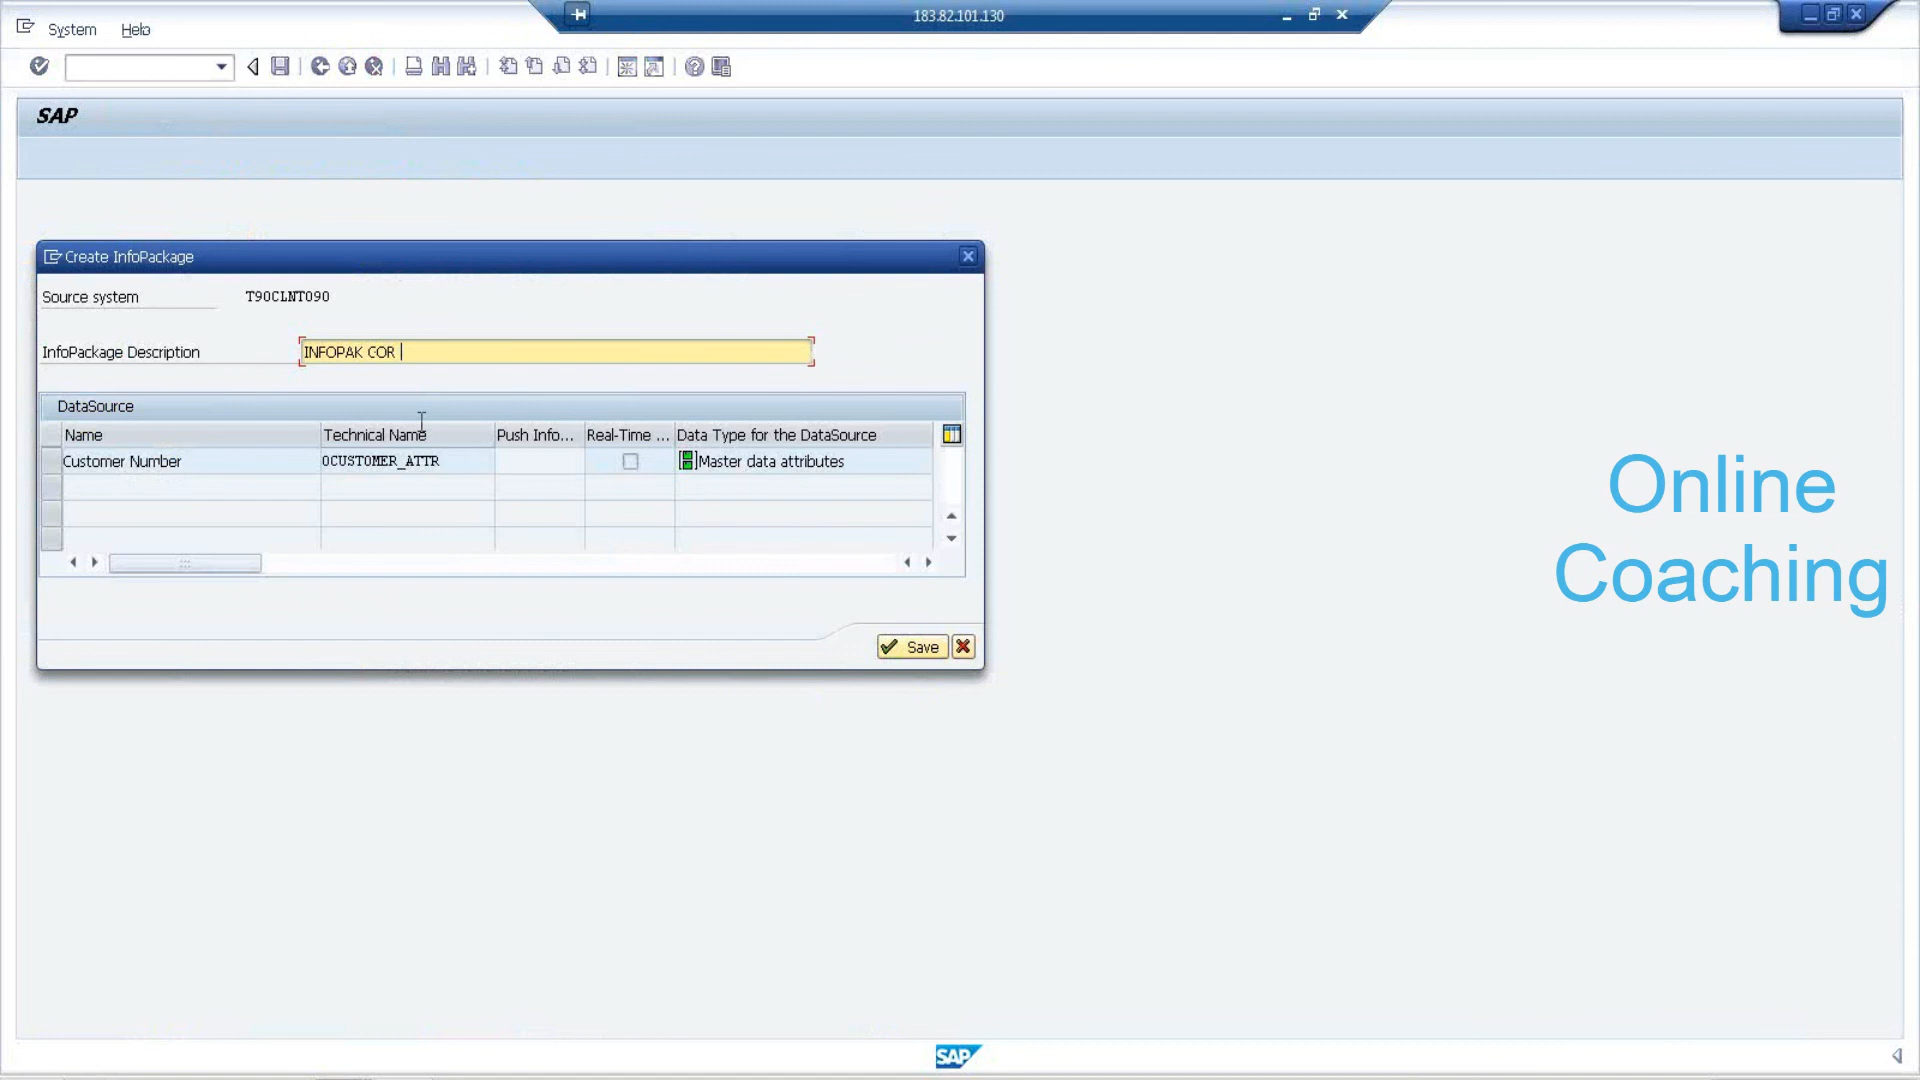 183.82.101.130
System Help
SAP
Create InfoPackage
Source system T90CLNT090
InfoPackage Description INFOPAK COR
DataSource
Name Technical Name Push Info... Real-Time ... Data Type for the DataSource
Customer Number 0CUSTOMER_ATTR Master data attributes
Save
Online
Coaching
SAP